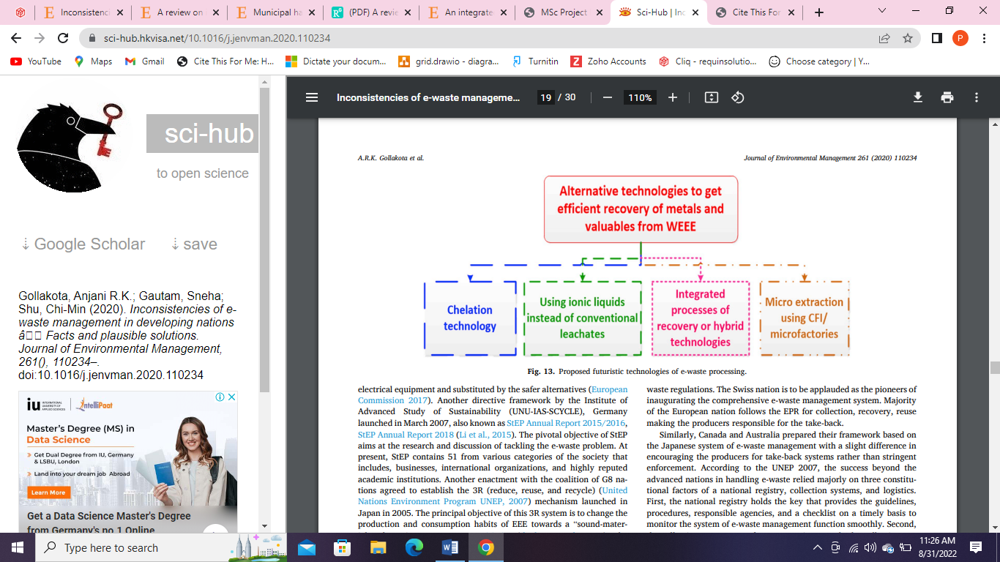 Inconsistenci
A review on
Municipal ha
(PDF) A revie
An integrate
MSc Project
Sci-Hub | Inc
Cite This For
sci-hub.hkvisa.net/10.1016/j.jenvman.2020.110234
P
YouTube
Maps
Gmail
Cite This For Me: H...
Dictate your docum...
grid.drawio - diagra...
Turnitin
Zoho Accounts
Cliq - requinsolutio...
Choose category | Y...
sci-hub
to open science
⇣ Google Scholar
⇣ save
Gollakota, Anjani R.K.; Gautam, Sneha;
Shu, Chi-Min (2020). Inconsistencies of e-
waste management in developing nations
â Facts and plausible solutions.
Journal of Environmental Management,
261(), 110234–.
doi:10.1016/j.jenvman.2020.110234
iu
INTERNATIONAL
UNIVERSITY OF
APPLIED SCIENCES
intelliPaat
Master's Degree (MS) in
Data Science
Get Dual Degree from IU, Germany
& LSBU, London
Land into your dream job Abroad
Learn More
Get a Data Science Master's Degree
from Germany's no 1 Online
Inconsistencies of e-waste manageme...
19 / 30
110%
A.R.K. Gollakota et al.
Journal of Environmental Management 261 (2020) 110234
Alternative technologies to get
efficient recovery of metals and
valuables from WEEE
Chelation
technology
Using ionic liquids
instead of conventional
leachates
Integrated
processes of
recovery or hybrid
technologies
Micro extraction
using CFI/
microfactories
Fig. 13. Proposed futuristic technologies of e-waste processing.
electrical equipment and substituted by the safer alternatives (European
Commission 2017). Another directive framework by the Institute of
Advanced Study of Sustainability (UNU-IAS-SCYCLE), Germany
launched in March 2007, also known as StEP Annual Report 2015/2016,
StEP Annual Report 2018 (Li et al., 2015). The pivotal objective of StEP
aims at the research and discussion of tackling the e-waste problem. At
present, StEP contains 51 from various categories of the society that
includes, businesses, international organizations, and highly reputed
academic institutions. Another enactment with the coalition of G8 na-
tions agreed to establish the 3R (reduce, reuse, and recycle) (United
Nations Environment Program UNEP, 2007) mechanism launched in
Japan in 2005. The principal objective of this 3R system is to change the
production and consumption habits of EEE towards a “sound-mater-
waste regulations. The Swiss nation is to be applauded as the pioneers of
inaugurating the comprehensive e-waste management system. Majority
of the European nation follows the EPR for collection, recovery, reuse
making the producers responsible for the take-back.
Similarly, Canada and Australia prepared their framework based on
the Japanese system of e-waste management with a slight difference in
encouraging the producers for take-back systems rather than stringent
enforcement. According to the UNEP 2007, the success beyond the
advanced nations in handling e-waste relied majorly on three constitu-
tional factors of a national registry, collection systems, and logistics.
First, the national registry holds the key that provides the guidelines,
procedures, responsible agencies, and a checklist on a timely basis to
monitor the system of e-waste management function smoothly. Second,
Type here to search
11:26 AM
8/31/2022